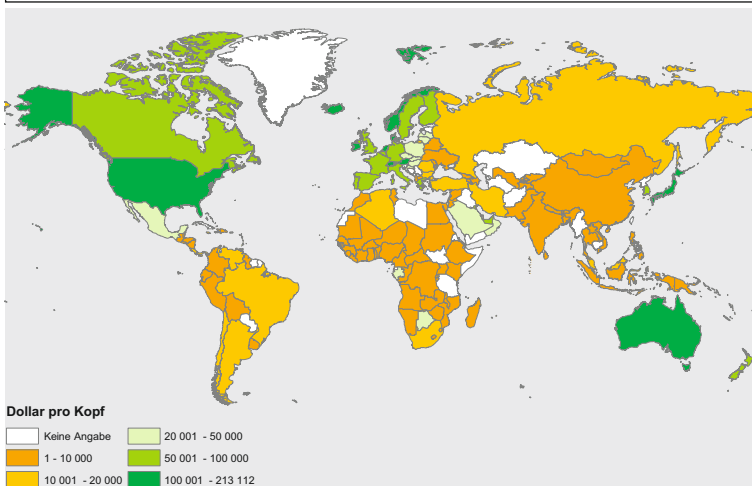 Dollar pro Kopf
Keine Angabe
1 - 10 000
10 001 - 20 000
20 001 - 50 000
50 001 - 100 000
100 001 - 213 112